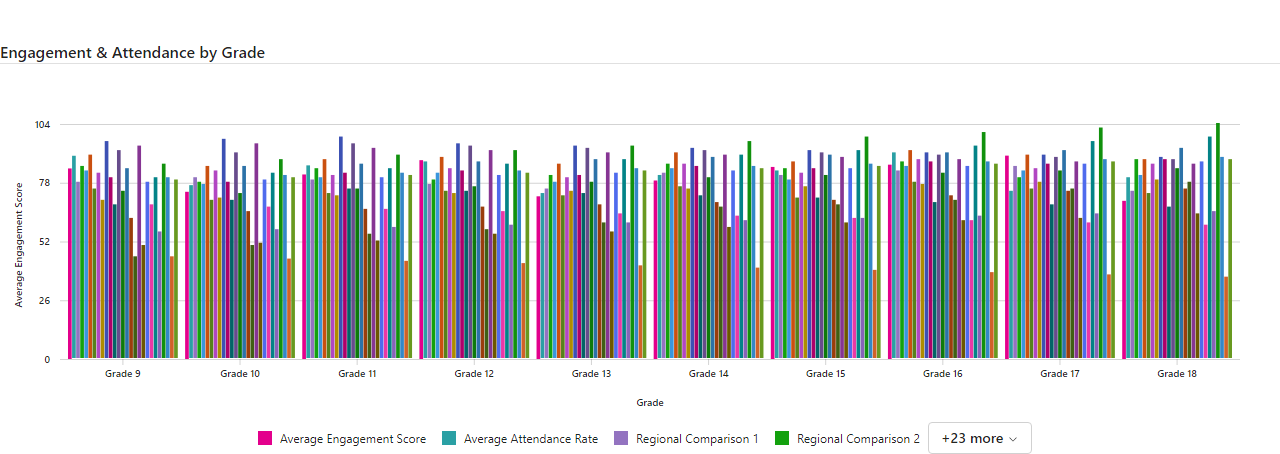 Engagement & Attendance by Grade
Average Engagement Score
104
78
52
26
0
Grade 9 Grade 10 Grade 11 Grade 12 Grade 13 Grade 14 Grade 15 Grade 16 Grade 17 Grade 18
Grade
Average Engagement Score Average Attendance Rate Regional Comparison 1 Regional Comparison 2 +23 more